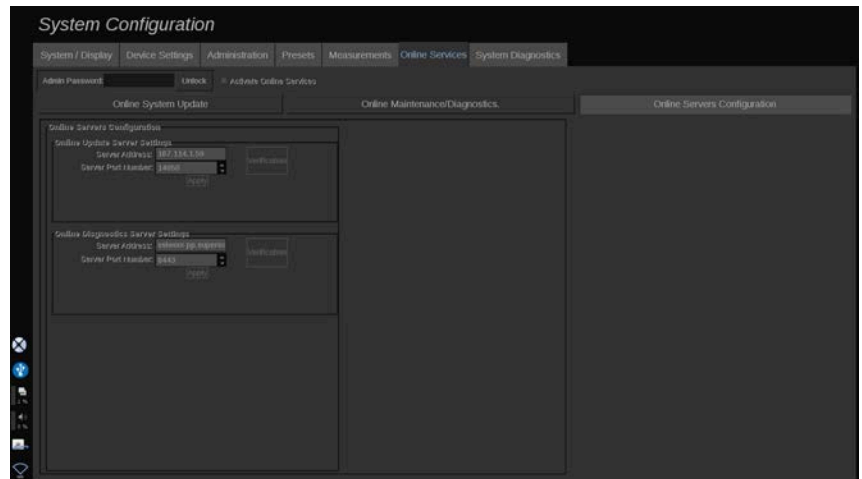 System Configuration
System / Display Device Settings Administration Presets Measurements Online Services System Diagnostics
Admin Password: Unlock Activate Online Services
Online System Update Online Maintenance/Diagnostics. Online Servers Configuration
Online Servers Configuration
Online Update Server Settings
Server Address:
Server Port Number: Verification
Apply
Online Diagnostics Server Settings
Server Address:
Server Port Number: 8443 Verification
Apply